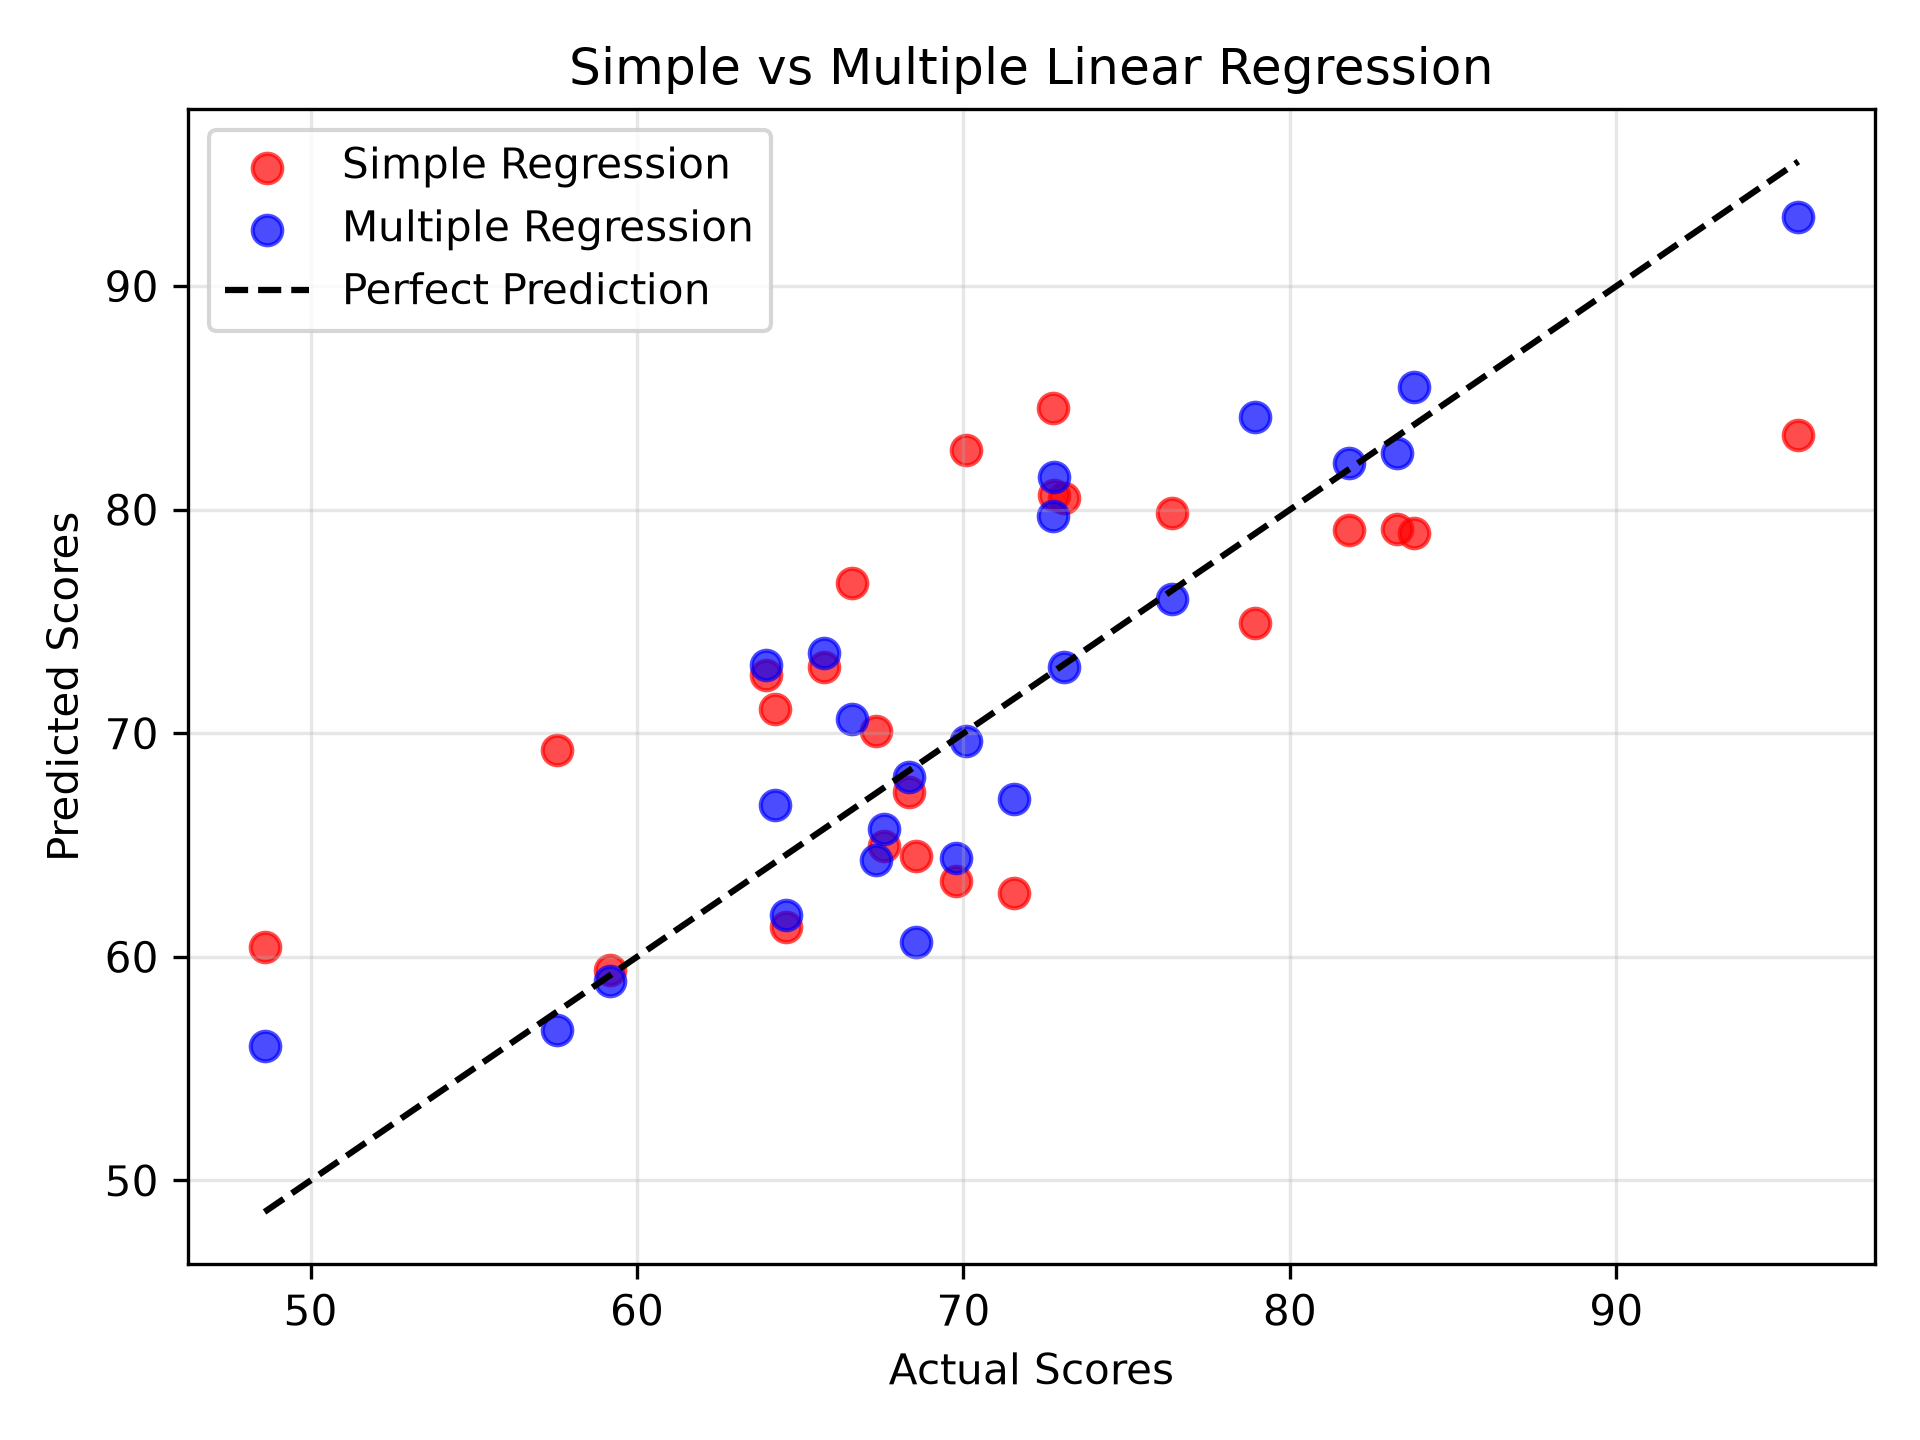 Simple vs Multiple Linear Regression
Simple Regression
Multiple Regression
Perfect Prediction
Predicted Scores
90
80
70
60
50
50 60 70 80 90
Actual Scores